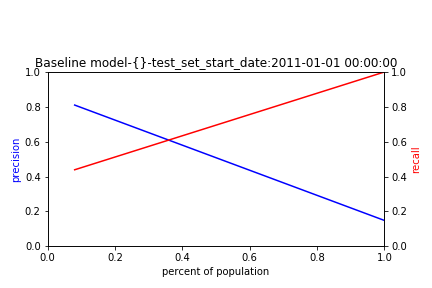 Baseline model-{}-test_set_start_date:2011-01-01 00:00:00
1.0
0.8
0.6
0.4
0.2
0.0
precision
1.0
0.8
0.6
0.4
0.2
0.0
recall
0.0 0.2 0.4 0.6 0.8 1.0
percent of population